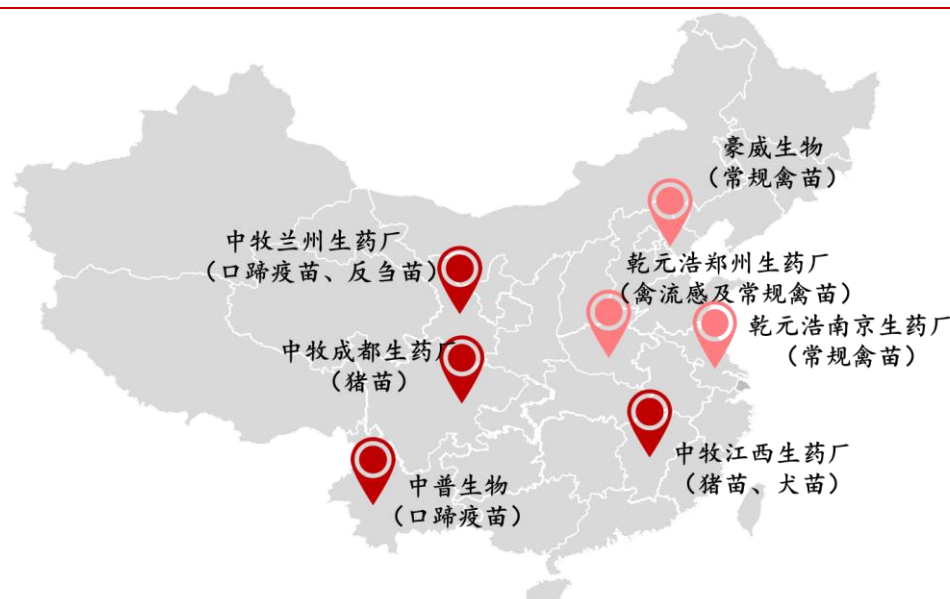 豪威生物
（常规禽苗）
中牧兰州生药厂
（口蹄疫苗、反刍苗）
乾元浩郑州生药厂
（禽流感及常规禽苗）
乾元浩南京生药厂
（常规禽苗）
中牧成都生药厂
（猪苗）
中牧江西生药厂
（猪苗、犬苗）
中普生物
（口蹄疫苗）